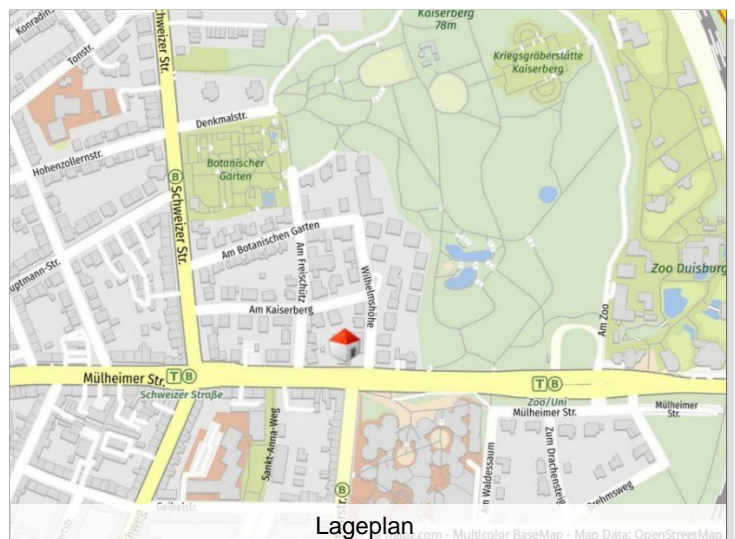 Kaiserberg
78m
Konradin
Schweizer Str.
Tonstr.
Kriegsgräberstätte
Kaiserberg
Denkmalstr.
Hohenzollernstr.
Botanischer
Garten
B
Schweizer Str.
Am Botanischen Garten
Am Freischütz
Wilhelmshöhe
Zoo Duisburg
Am Kaiserberg
Am Zoo
Mülheimer Str.
T B
Schweizer Straße
T B
Zoo/Uni
Mülheimer Str.
Mülheimer
Str.
Sankt-Anna-Weg
Am Waldessaum
Zum Drachensteig
B
Lageplan
.com - Multicolor BaseMap - Map Data: OpenStreetMap